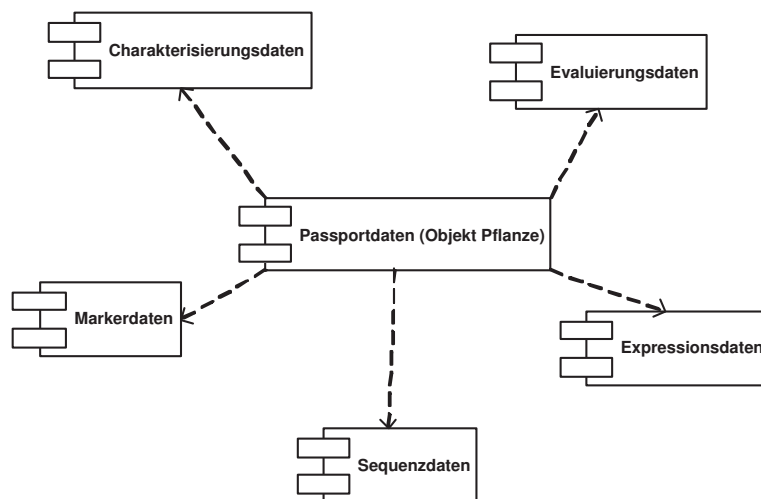 Charakterisierungsdaten
Evaluierungsdaten
Passportdaten (Objekt Pflanze)
Markerdaten
Expressionsdaten
Sequenzdaten